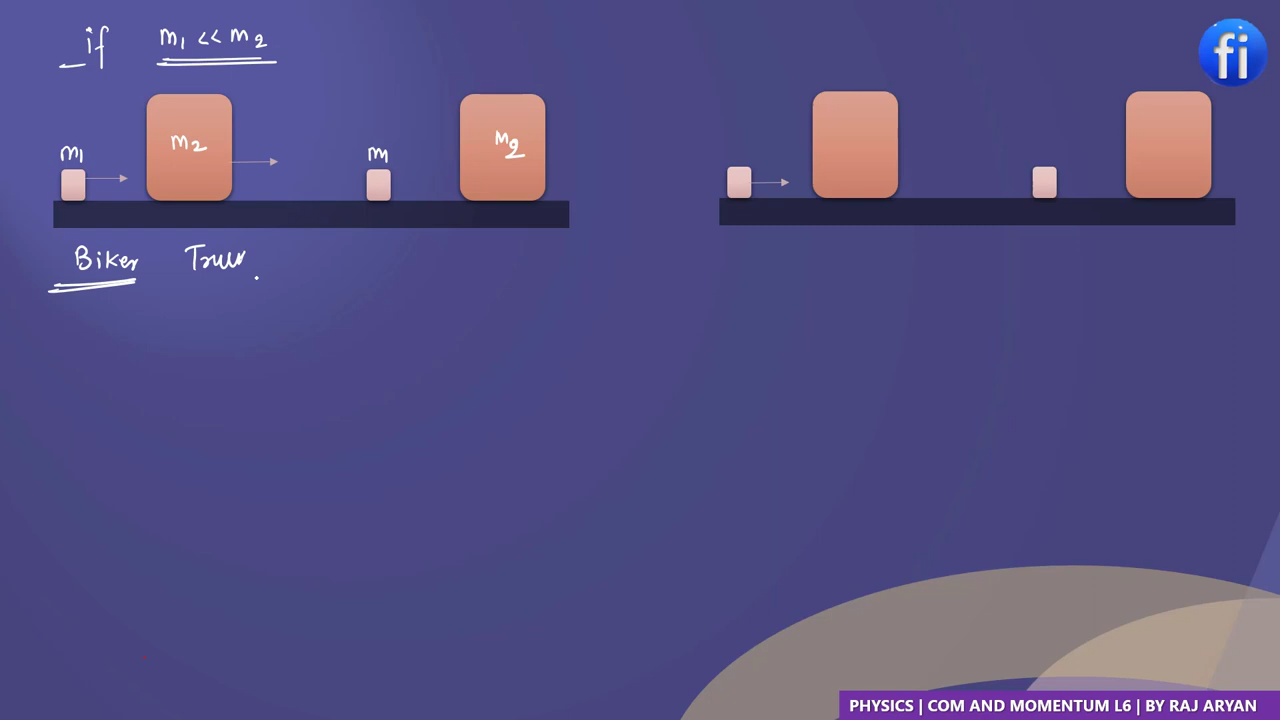 if m₁ << m₂
fi
m₁ m₂ m m₂
Biker
PHYSICS | COM AND MOMENTUM L6 | BY RAJ ARYAN